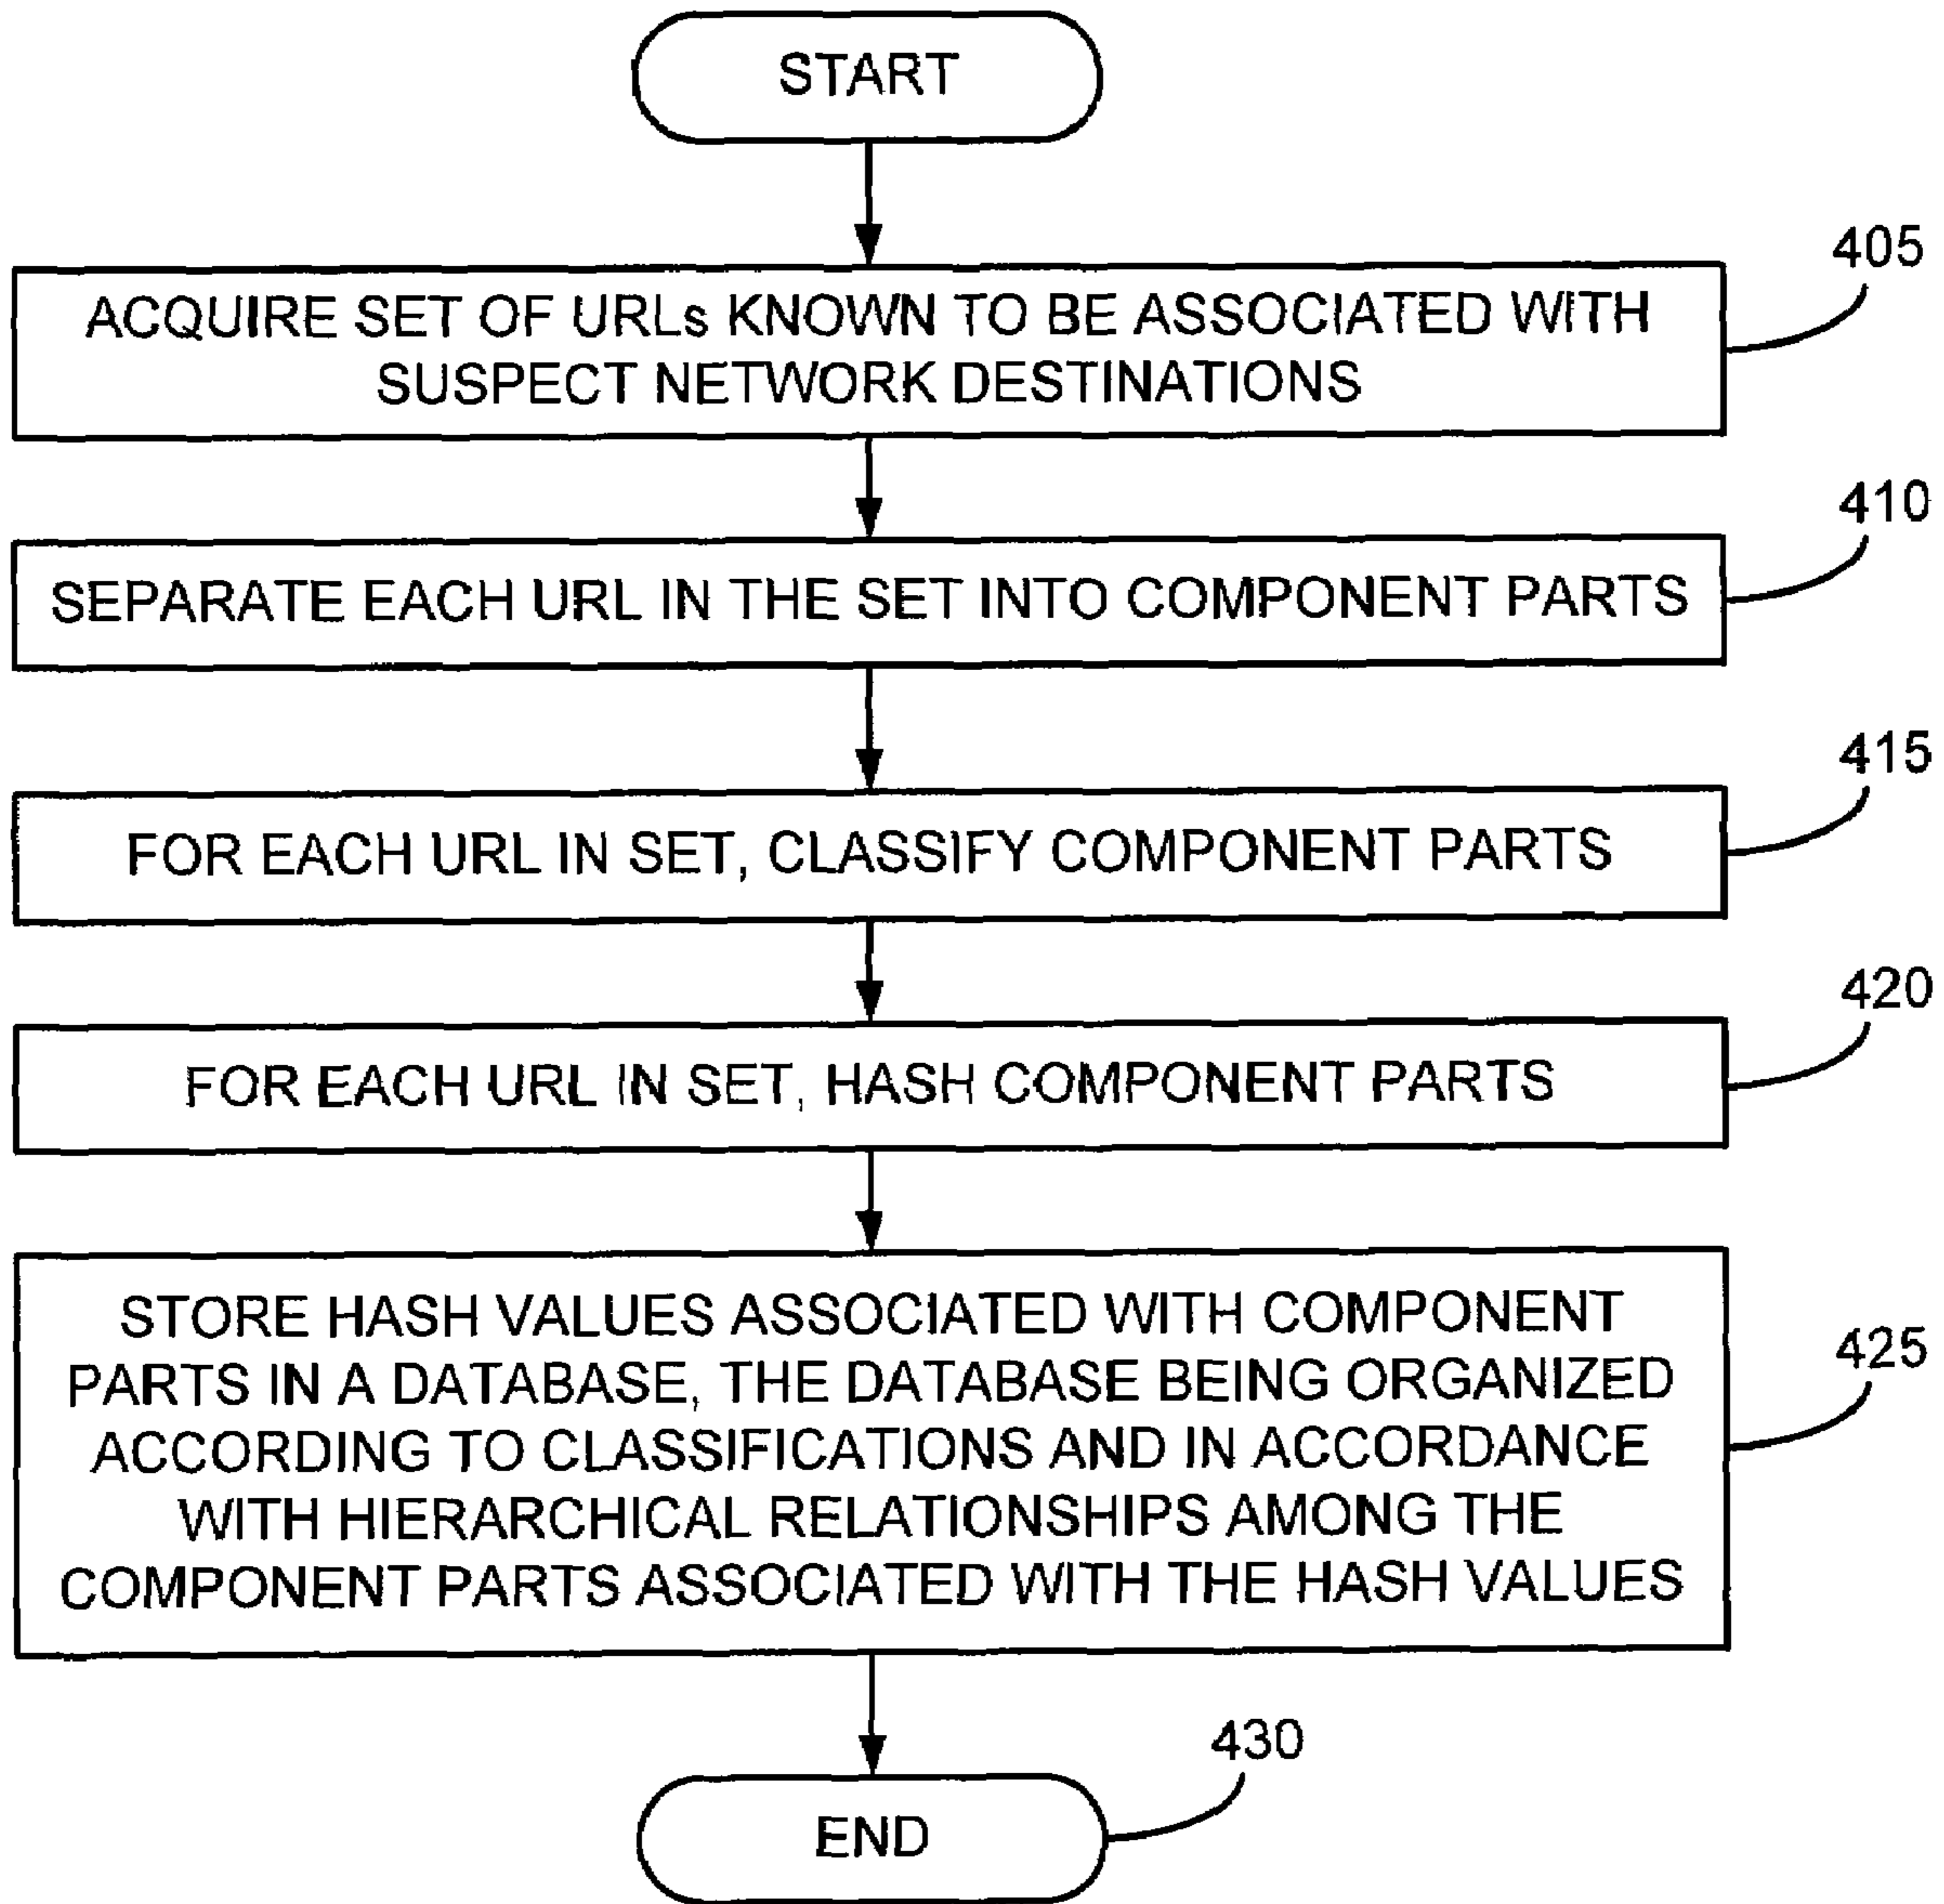 START
405
ACQUIRE SET OF URLs KNOWN TO BE ASSOCIATED WITH
SUSPECT NETWORK DESTINATIONS
410
SEPARATE EACH URL IN THE SET INTO COMPONENT PARTS
415
FOR EACH URL IN SET, CLASSIFY COMPONENT PARTS
420
FOR EACH URL IN SET, HASH COMPONENT PARTS
425
STORE HASH VALUES ASSOCIATED WITH COMPONENT
PARTS IN A DATABASE, THE DATABASE BEING ORGANIZED
ACCORDING TO CLASSIFICATIONS AND IN ACCORDANCE
WITH HIERARCHICAL RELATIONSHIPS AMONG THE
COMPONENT PARTS ASSOCIATED WITH THE HASH VALUES
430
END